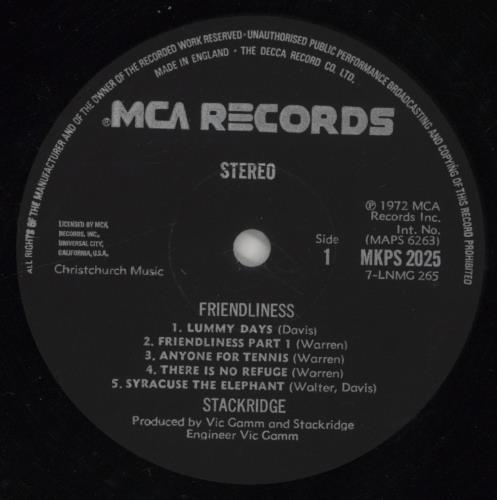 ALL RIGHTS OF THE MANUFACTURER AND OF THE OWNER OF THE RECORDED WORK RESERVED · UNAUTHORISED PUBLIC PERFORMANCE BROADCASTING AND COPYING OF THIS RECORD PROHIBITED
MADE IN ENGLAND · THE DECCA RECORD CO. LTD.
MCA RECORDS
STEREO
℗ 1972 MCA
Records Inc.
Int. No.
(MAPS 6263)
LICENSED BY MCA
RECORDS, INC.,
UNIVERSAL CITY,
CALIFORNIA, U.S.A.
Christchurch Music
Side
1
MKPS 2025
7-LNMG 265
FRIENDLINESS
1. LUMMY DAYS (Davis)
2. FRIENDLINESS PART 1 (Warren)
3. ANYONE FOR TENNIS (Warren)
4. THERE IS NO REFUGE (Warren)
5. SYRACUSE THE ELEPHANT (Walter, Davis)
STACKRIDGE
Produced by Vic Gamm and Stackridge
Engineer Vic Gamm